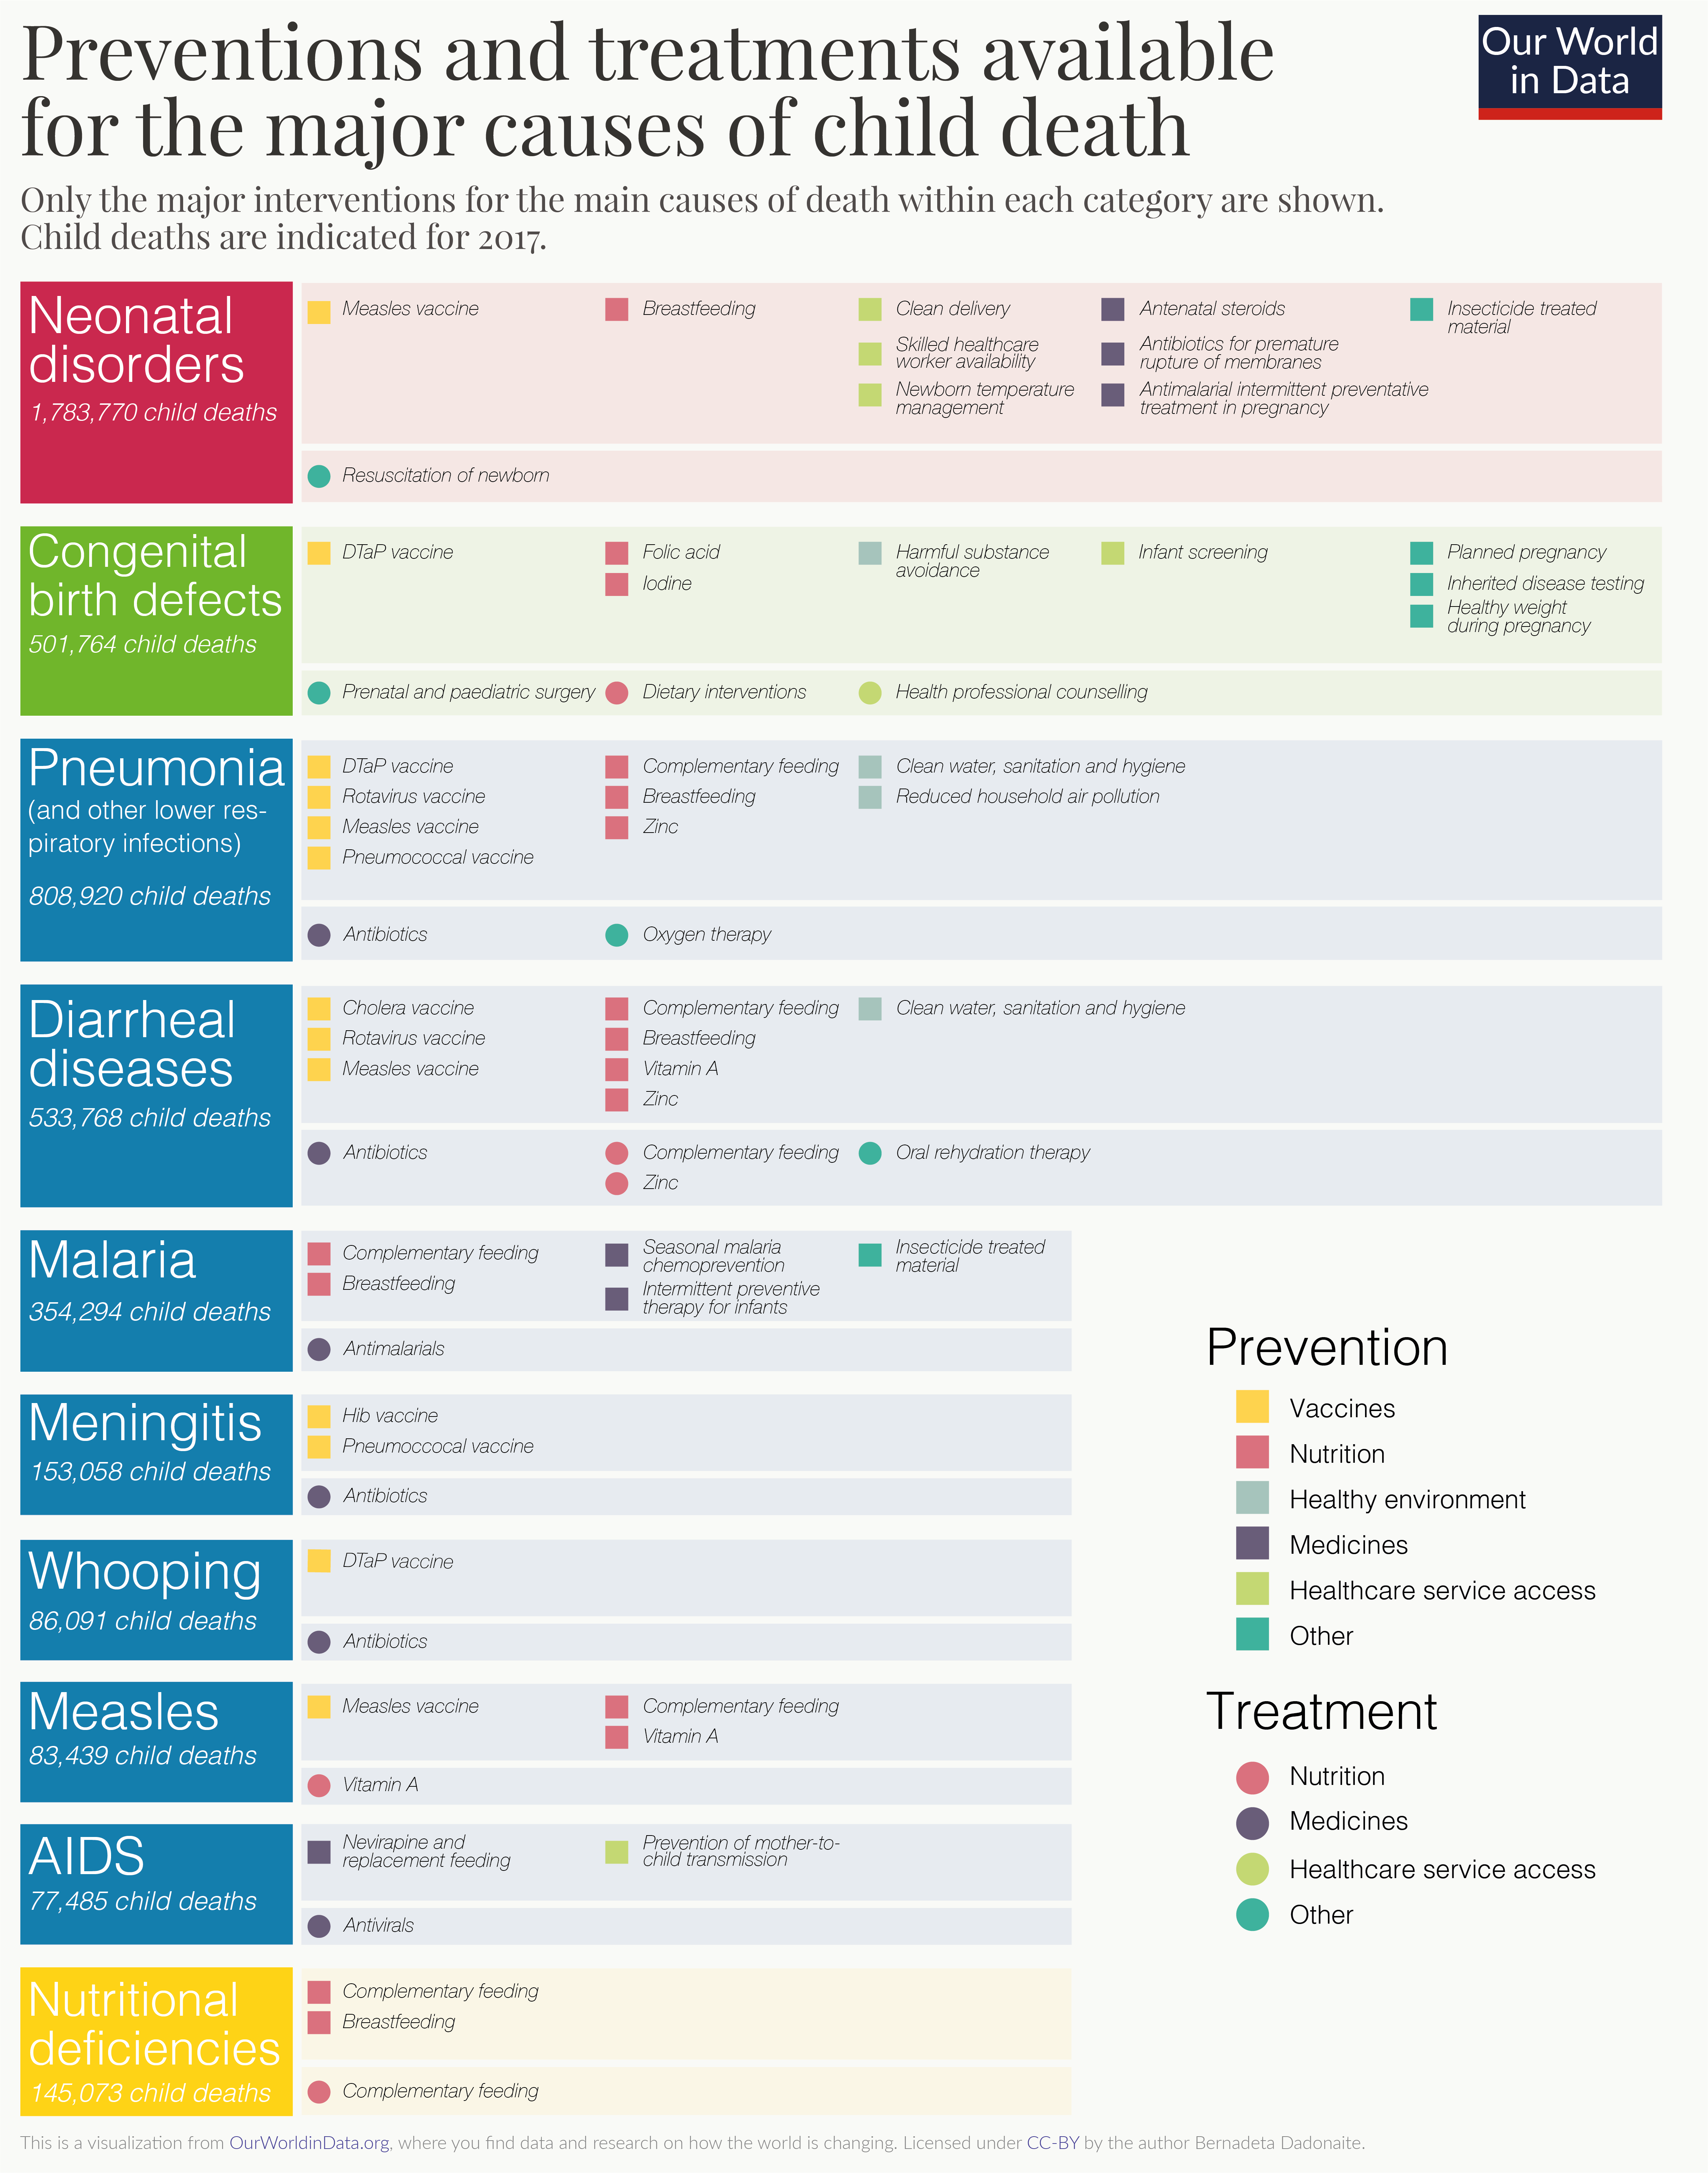 Preventions and treatments available
for the major causes of child death
Our World
in Data
Only the major interventions for the main causes of death within each category are shown.
Child deaths are indicated for 2017.
Neonatal
disorders
1,783,770 child deaths
Measles vaccine
Breastfeeding
Clean delivery
Skilled healthcare
worker availability
Newborn temperature
management
Antenatal steroids
Antibiotics for premature
rupture of membranes
Antimalarial intermittent preventative
treatment in pregnancy
Insecticide treated
material
Resuscitation of newborn
Congenital
birth defects
501,764 child deaths
DTaP vaccine
Folic acid
Iodine
Harmful substance
avoidance
Infant screening
Planned pregnancy
Inherited disease testing
Healthy weight
during pregnancy
Prenatal and paediatric surgery
Dietary interventions
Health professional counselling
Pneumonia
(and other lower res-
piratory infections)
808,920 child deaths
DTaP vaccine
Rotavirus vaccine
Measles vaccine
Pneumococcal vaccine
Complementary feeding
Breastfeeding
Zinc
Clean water, sanitation and hygiene
Reduced household air pollution
Antibiotics
Oxygen therapy
Diarrheal
diseases
533,768 child deaths
Cholera vaccine
Rotavirus vaccine
Measles vaccine
Complementary feeding
Breastfeeding
Vitamin A
Zinc
Clean water, sanitation and hygiene
Antibiotics
Complementary feeding
Zinc
Oral rehydration therapy
Malaria
354,294 child deaths
Complementary feeding
Breastfeeding
Seasonal malaria
chemoprevention
Intermittent preventive
therapy for infants
Insecticide treated
material
Antimalarials
Meningitis
153,058 child deaths
Hib vaccine
Pneumoccocal vaccine
Antibiotics
Whooping
86,091 child deaths
DTaP vaccine
Antibiotics
Measles
83,439 child deaths
Measles vaccine
Complementary feeding
Vitamin A
Vitamin A
AIDS
77,485 child deaths
Nevirapine and
replacement feeding
Prevention of mother-to-
child transmission
Antivirals
Nutritional
deficiencies
145,073 child deaths
Complementary feeding
Breastfeeding
Complementary feeding
Prevention
Vaccines
Nutrition
Healthy environment
Medicines
Healthcare service access
Other
Treatment
Nutrition
Medicines
Healthcare service access
Other
This is a visualization from OurWorldinData.org, where you find data and research on how the world is changing. Licensed under CC-BY by the author Bernadeta Dadonaite.